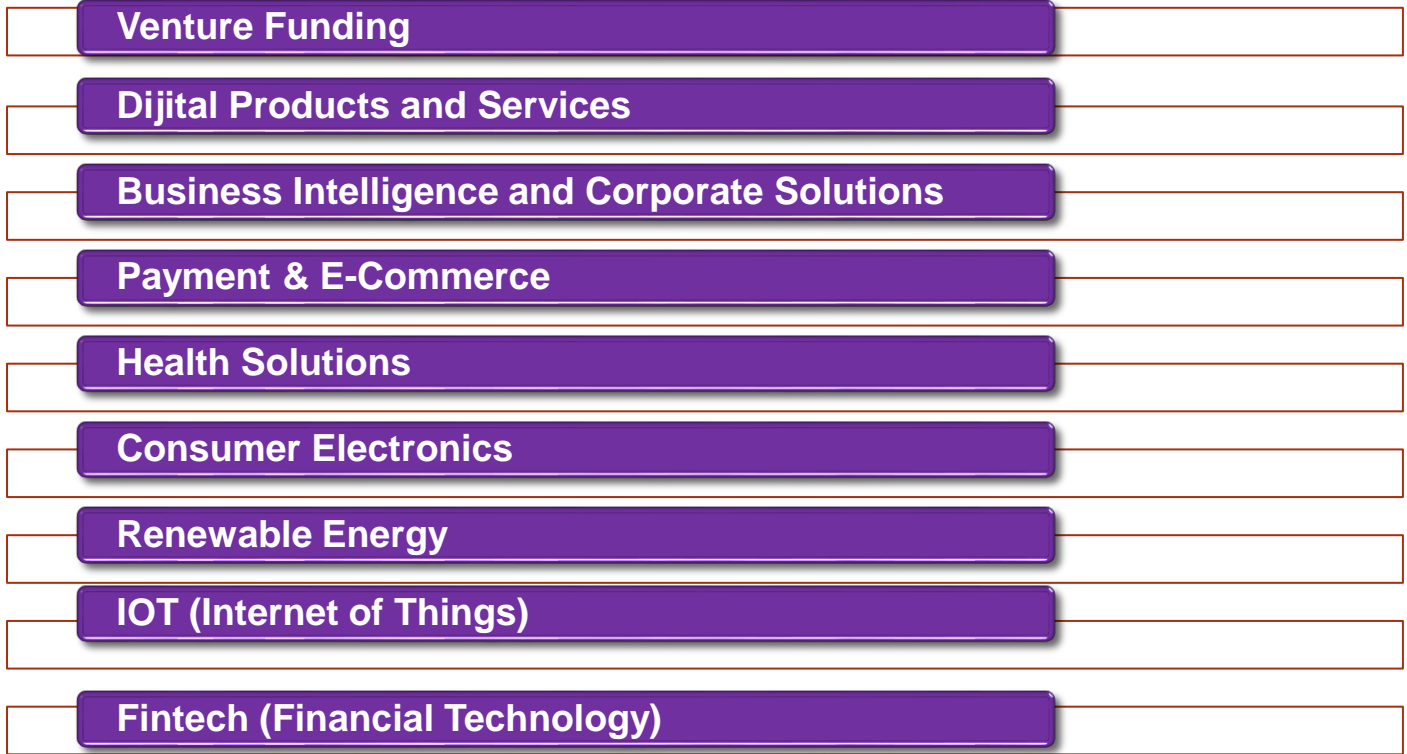 Venture Funding
Dijital Products and Services
Business Intelligence and Corporate Solutions
Payment & E-Commerce
Health Solutions
Consumer Electronics
Renewable Energy
IOT (Internet of Things)
Fintech (Financial Technology)